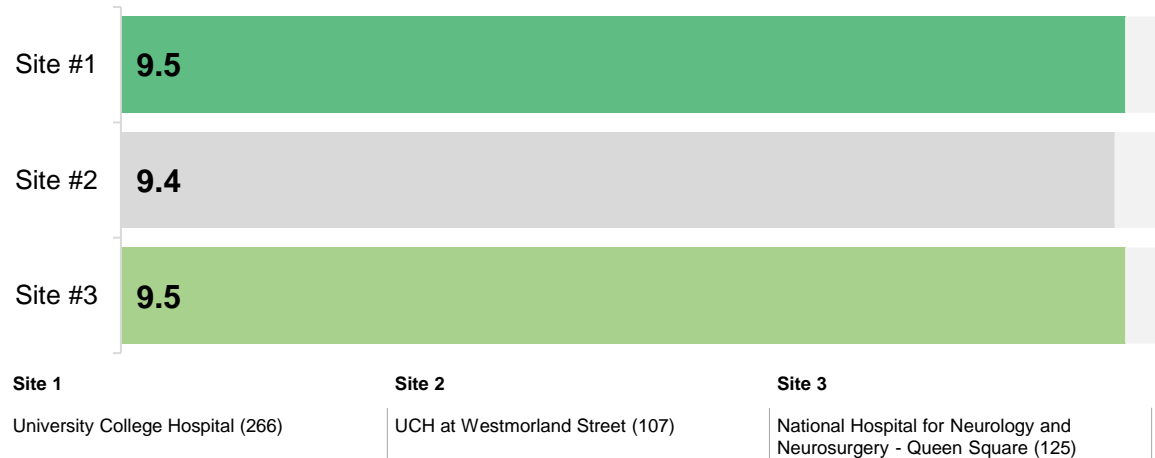 Site #1
9.5
Site #2
9.4
Site #3
9.5
Site 1
University College Hospital (266)
Site 2
UCH at Westmorland Street (107)
Site 3
National Hospital for Neurology and
Neurosurgery - Queen Square (125)